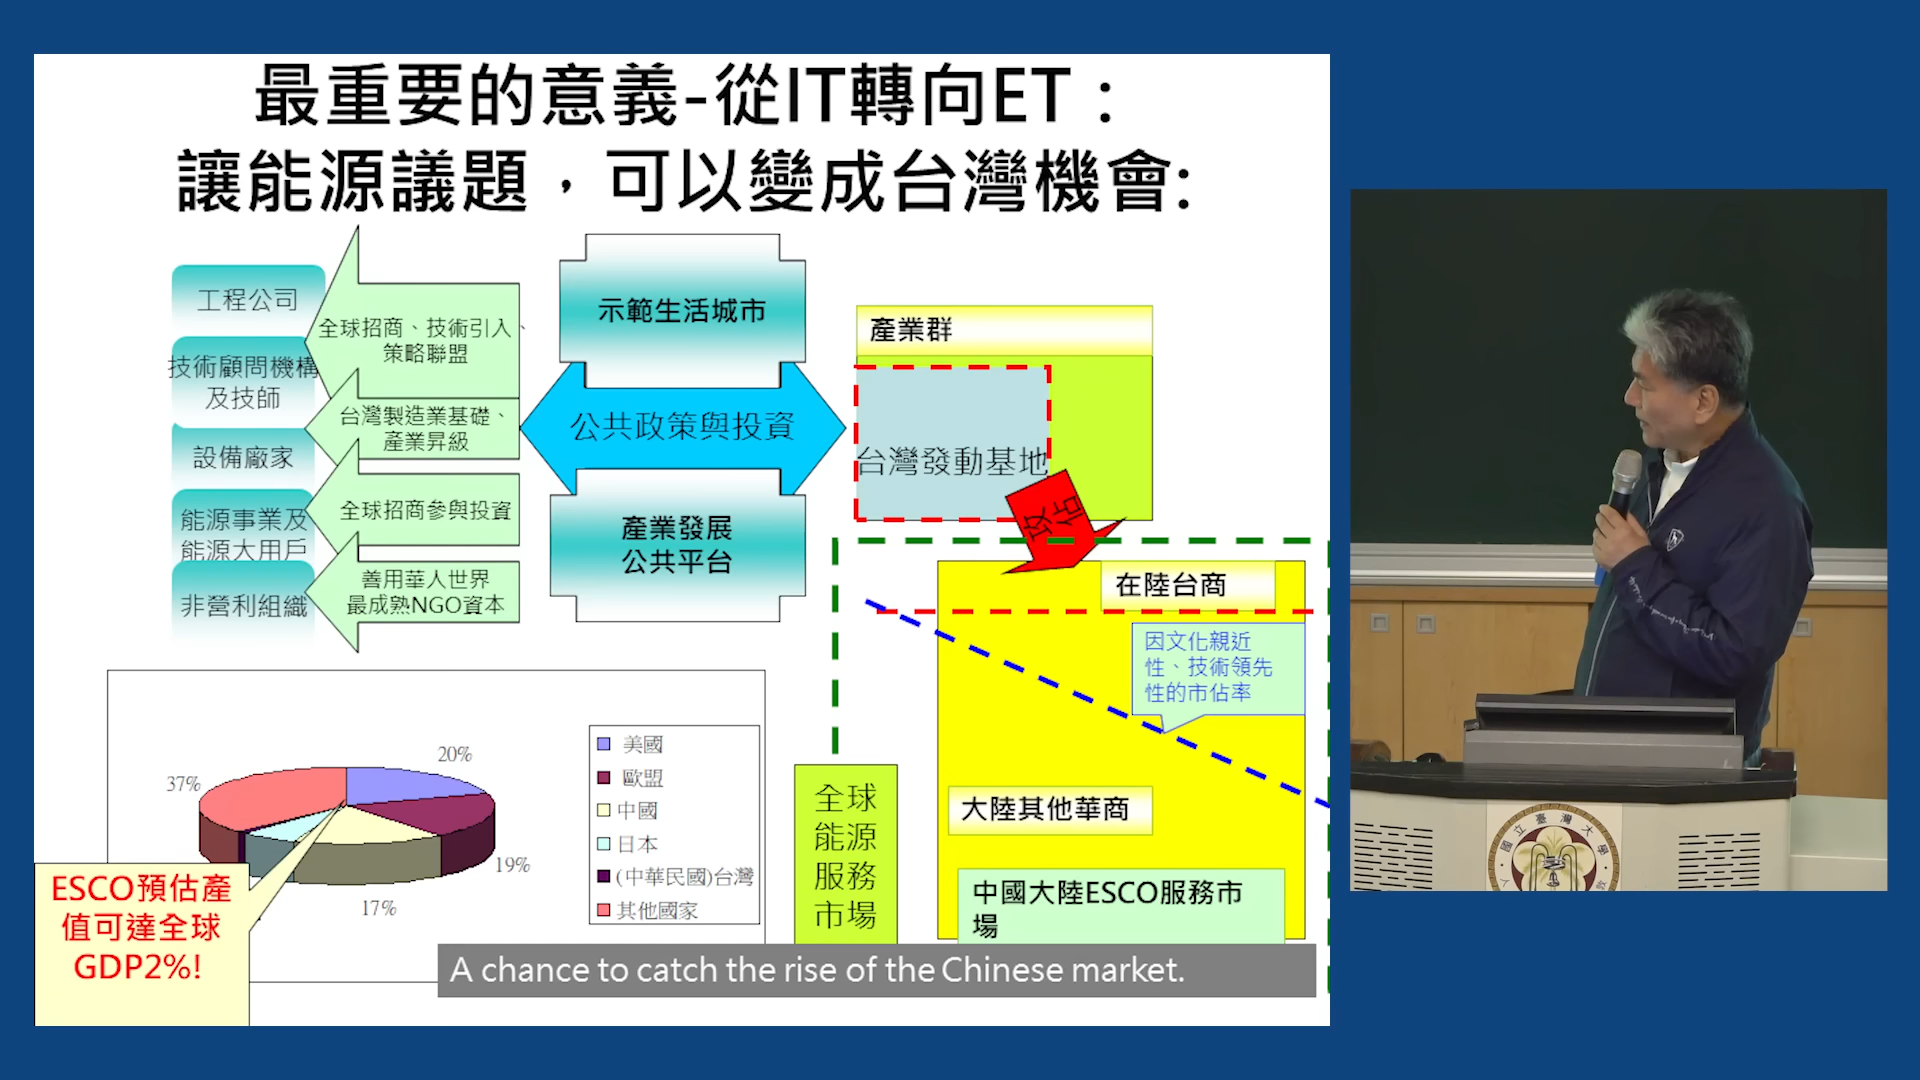 最重要的意義-從IT轉向ET：
讓能源議題，可以變成台灣機會:
工程公司
技術顧問機構
及技師
設備廠家
能源事業及
能源大用戶
非營利組織
全球招商、技術引入、
策略聯盟
台灣製造業基礎、
產業昇級
全球招商參與投資
善用華人世界
最成熟NGO資本
示範生活城市
公共政策與投資
產業發展
公共平台
產業群
台灣發動基地
攻佔
在陸台商
因文化親近
性、技術領先
性的市佔率
大陸其他華商
中國大陸ESCO服務市
場
全球
能源
服務
市場
20%
37%
19%
17%
美國
歐盟
中國
日本
(中華民國)台灣
其他國家
ESCO預估產
值可達全球
GDP2%!
A chance to catch the rise of the Chinese market.
國立臺灣大學